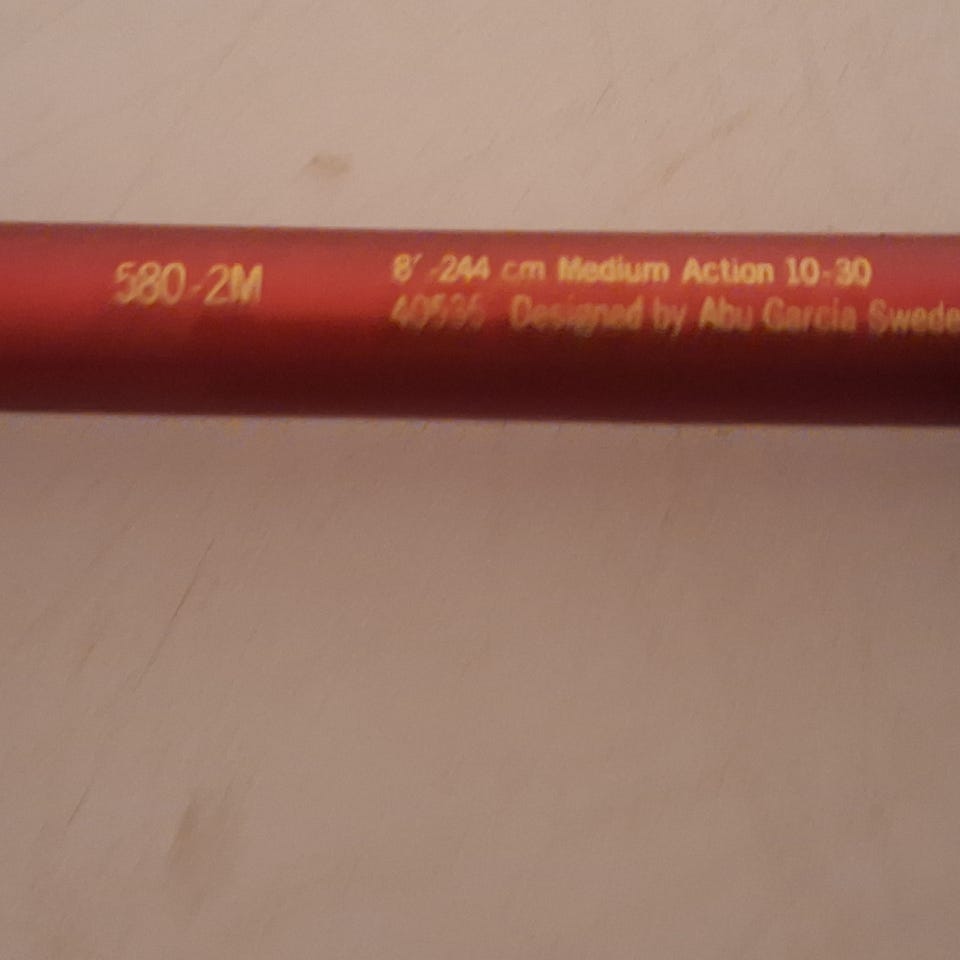 580-2M 8' -244 cm Medium Action 10-30
Designed by Abu Garcia Swede